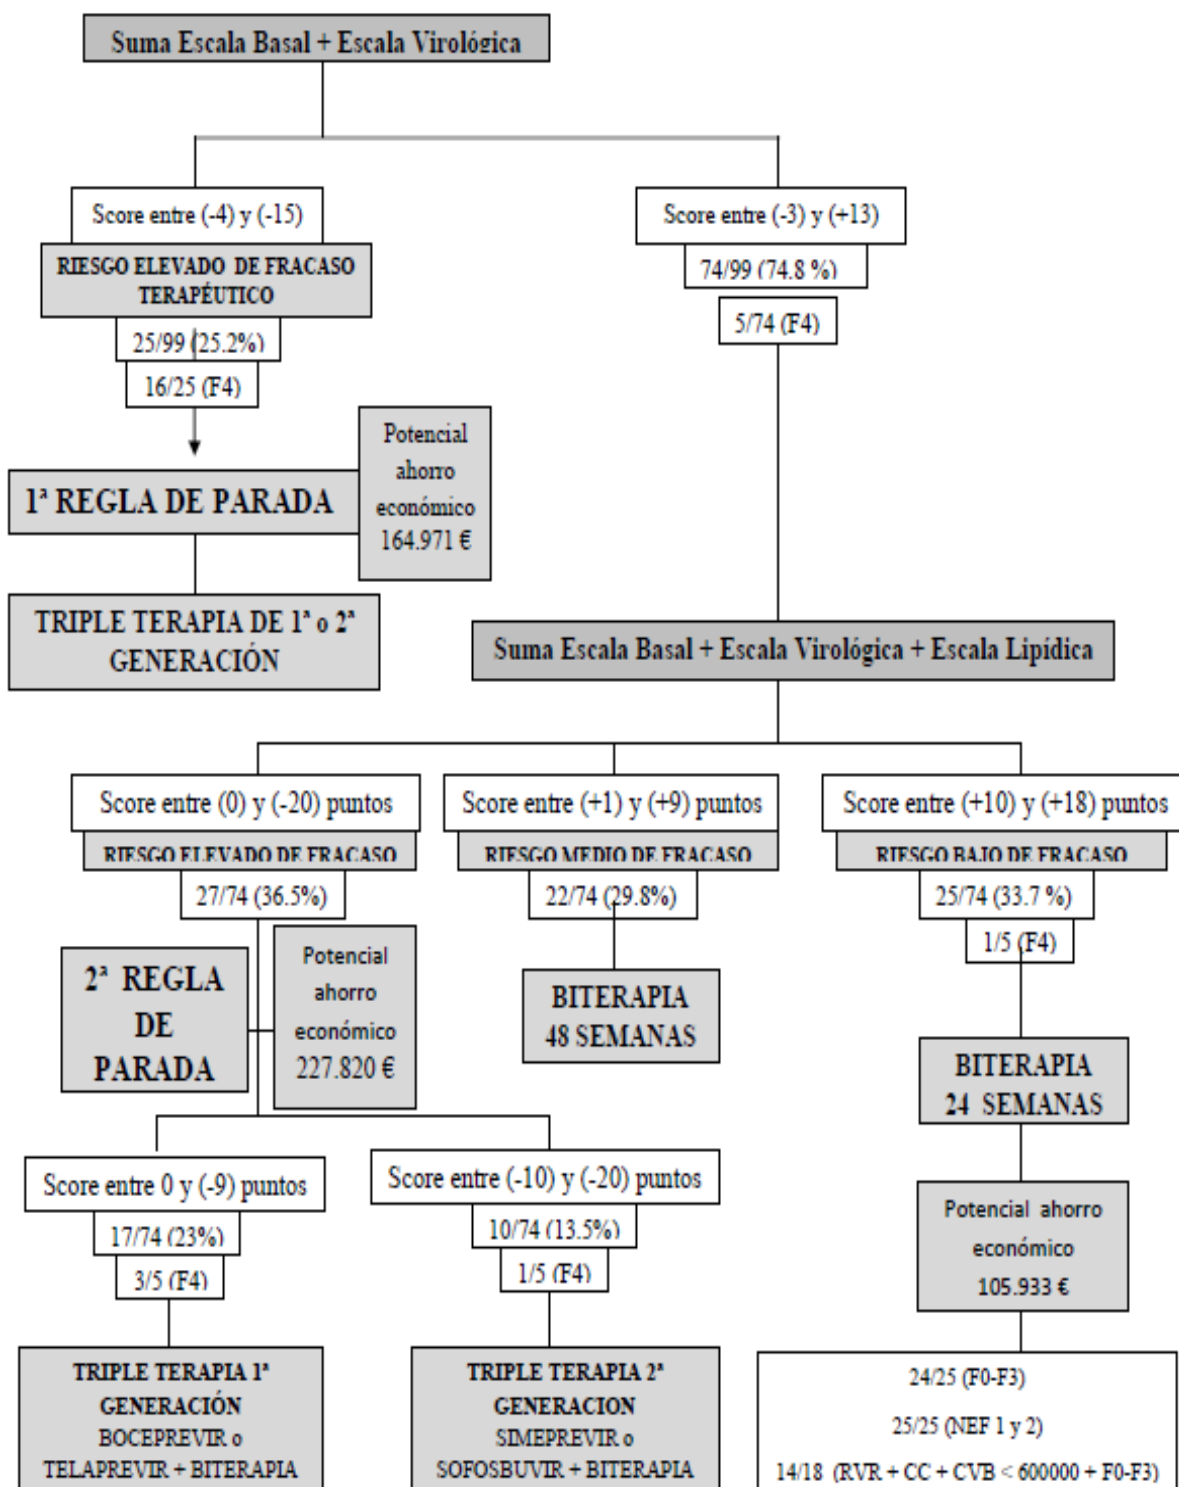 Suma Escala Basal + Escala Virológica
Score entre (-4) y (-15)
RIESGO ELEVADO DE FRACASO
TERAPÉUTICO
25/99 (25.2%)
16/25 (F4)
1ª REGLA DE PARADA
Potencial
ahorro
económico
164.971 €
TRIPLE TERAPIA DE 1ª o 2ª
GENERACIÓN
Score entre (-3) y (+13)
74/99 (74.8 %)
5/74 (F4)
Suma Escala Basal + Escala Virológica + Escala Lipídica
Score entre (0) y (-20) puntos
RIESGO ELEVADO DE FRACASO
27/74 (36.5%)
2ª REGLA
DE
PARADA
Potencial
ahorro
económico
227.820 €
Score entre 0 y (-9) puntos
17/74 (23%)
3/5 (F4)
TRIPLE TERAPIA 1ª
GENERACIÓN
BOCEPREVIR o
TELAPREVIR + BITERAPIA
Score entre (-10) y (-20) puntos
10/74 (13.5%)
1/5 (F4)
TRIPLE TERAPIA 2ª
GENERACION
SIMEPREVIR o
SOFOSBUVIR + BITERAPIA
Score entre (+1) y (+9) puntos
RIESGO MEDIO DE FRACASO
22/74 (29.8%)
BITERAPIA
48 SEMANAS
Score entre (+10) y (+18) puntos
RIESGO BAJO DE FRACASO
25/74 (33.7 %)
1/5 (F4)
BITERAPIA
24 SEMANAS
Potencial ahorro
económico
105.933 €
24/25 (F0-F3)
25/25 (NEF 1 y 2)
14/18 (RVR + CC + CVB < 600000 + F0-F3)